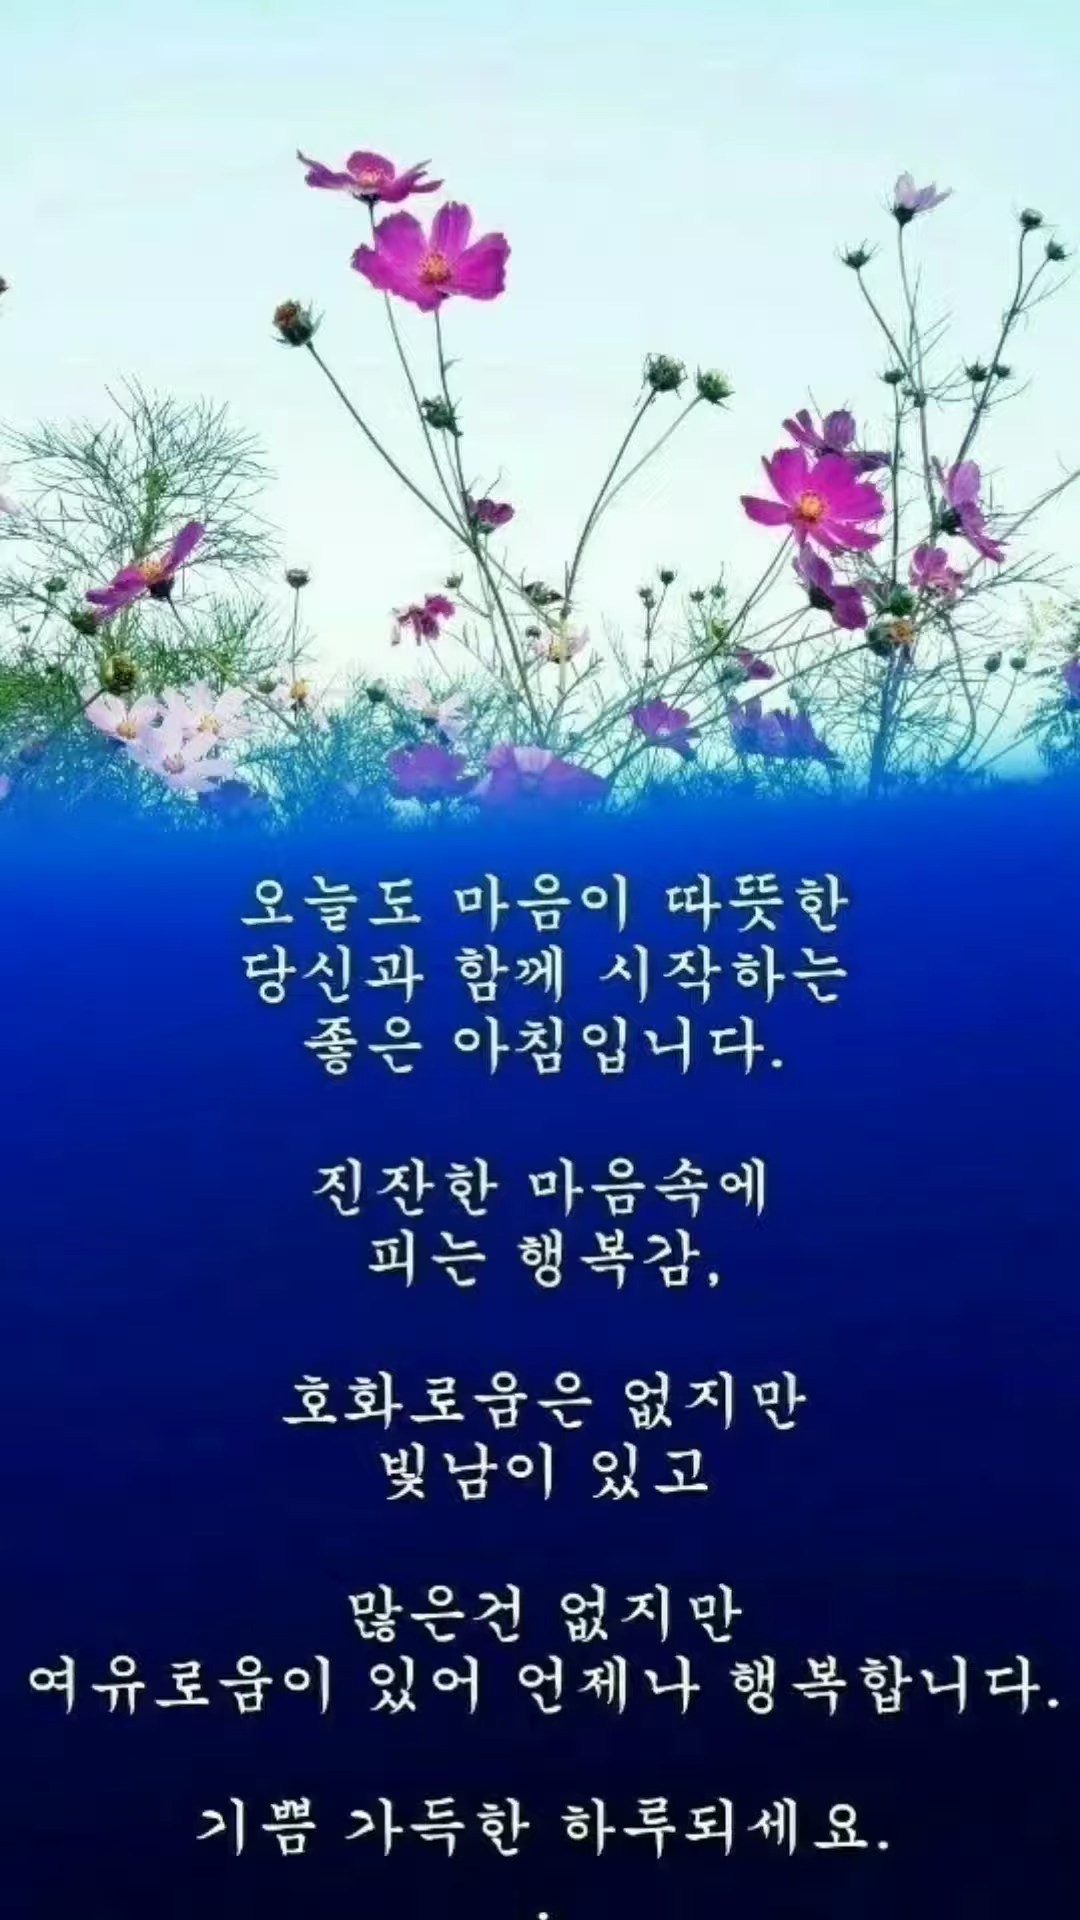 오늘도 마음이 따뜻한
당신과 함께 시작하는
좋은 아침입니다.
진잔한 마음속에
피는 행복감,
호화로움은 없지만
빛남이 있고
많은건 없지만
여유로움이 있어 언제나 행복합니다.
기쁨 가득한 하루되세요.
.